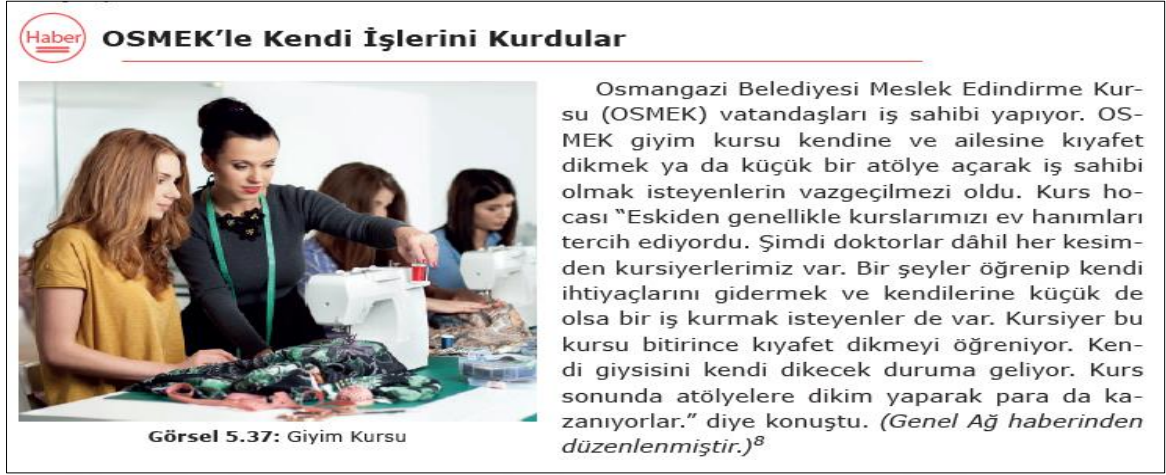 Haber
OSMEK’le Kendi İşlerini Kurdular
Osmangazi Belediyesi Meslek Edindirme Kur-
su (OSMEK) vatandaşları iş sahibi yapıyor. OS-
MEK giyim kursu kendine ve ailesine kıyafet
dikmek ya da küçük bir atölye açarak iş sahibi
olmak isteyenlerin vazgeçilmezi oldu. Kurs ho-
cası “Eskiden genellikle kurslarımızı ev hanımları
tercih ediyordu. Şimdi doktorlar dâhil her kesim-
den kursiyerlerimiz var. Bir şeyler öğrenip kendi
ihtiyaçlarını gidermek ve kendilerine küçük de
olsa bir iş kurmak isteyenler de var. Kursiyer bu
kursu bitirince kıyafet dikmeyi öğreniyor. Ken-
di giysisini kendi dikecek duruma geliyor. Kurs
sonunda atölyelere dikim yaparak para da ka-
zanıyorlar.” diye konuştu. (Genel Ağ haberinden
düzenlenmiştir.)⁸
Görsel 5.37: Giyim Kursu